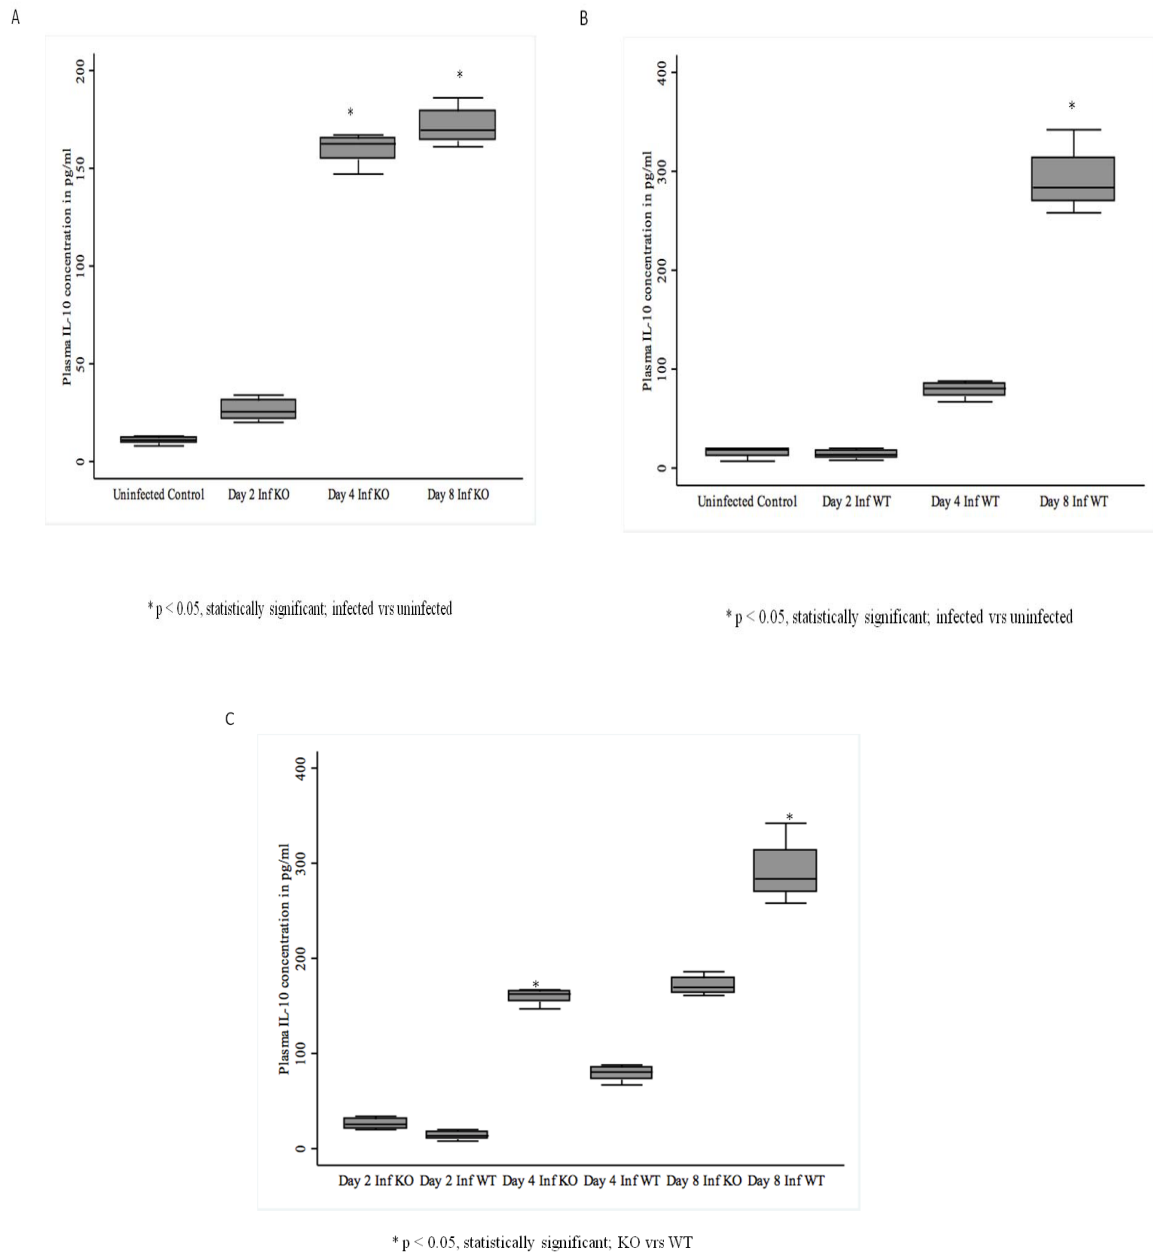 A
B
200
150
100
50
0
Plasma IL-10 concentration in pg/ml
*
*
Uninfected Control Day 2 Inf KO Day 4 Inf KO Day 8 Inf KO
* p < 0.05, statistically significant; infected vrs uninfected
400
300
200
100
0
Plasma IL-10 concentration in pg/ml
*
Uninfected Control Day 2 Inf WT Day 4 Inf WT Day 8 Inf WT
* p < 0.05, statistically significant; infected vrs uninfected
C
400
300
200
100
0
Plasma IL-10 concentration in pg/ml
*
*
Day 2 Inf KO Day 2 Inf WT Day 4 Inf KO Day 4 Inf WT Day 8 Inf KO Day 8 Inf WT
* p < 0.05, statistically significant; KO vrs WT